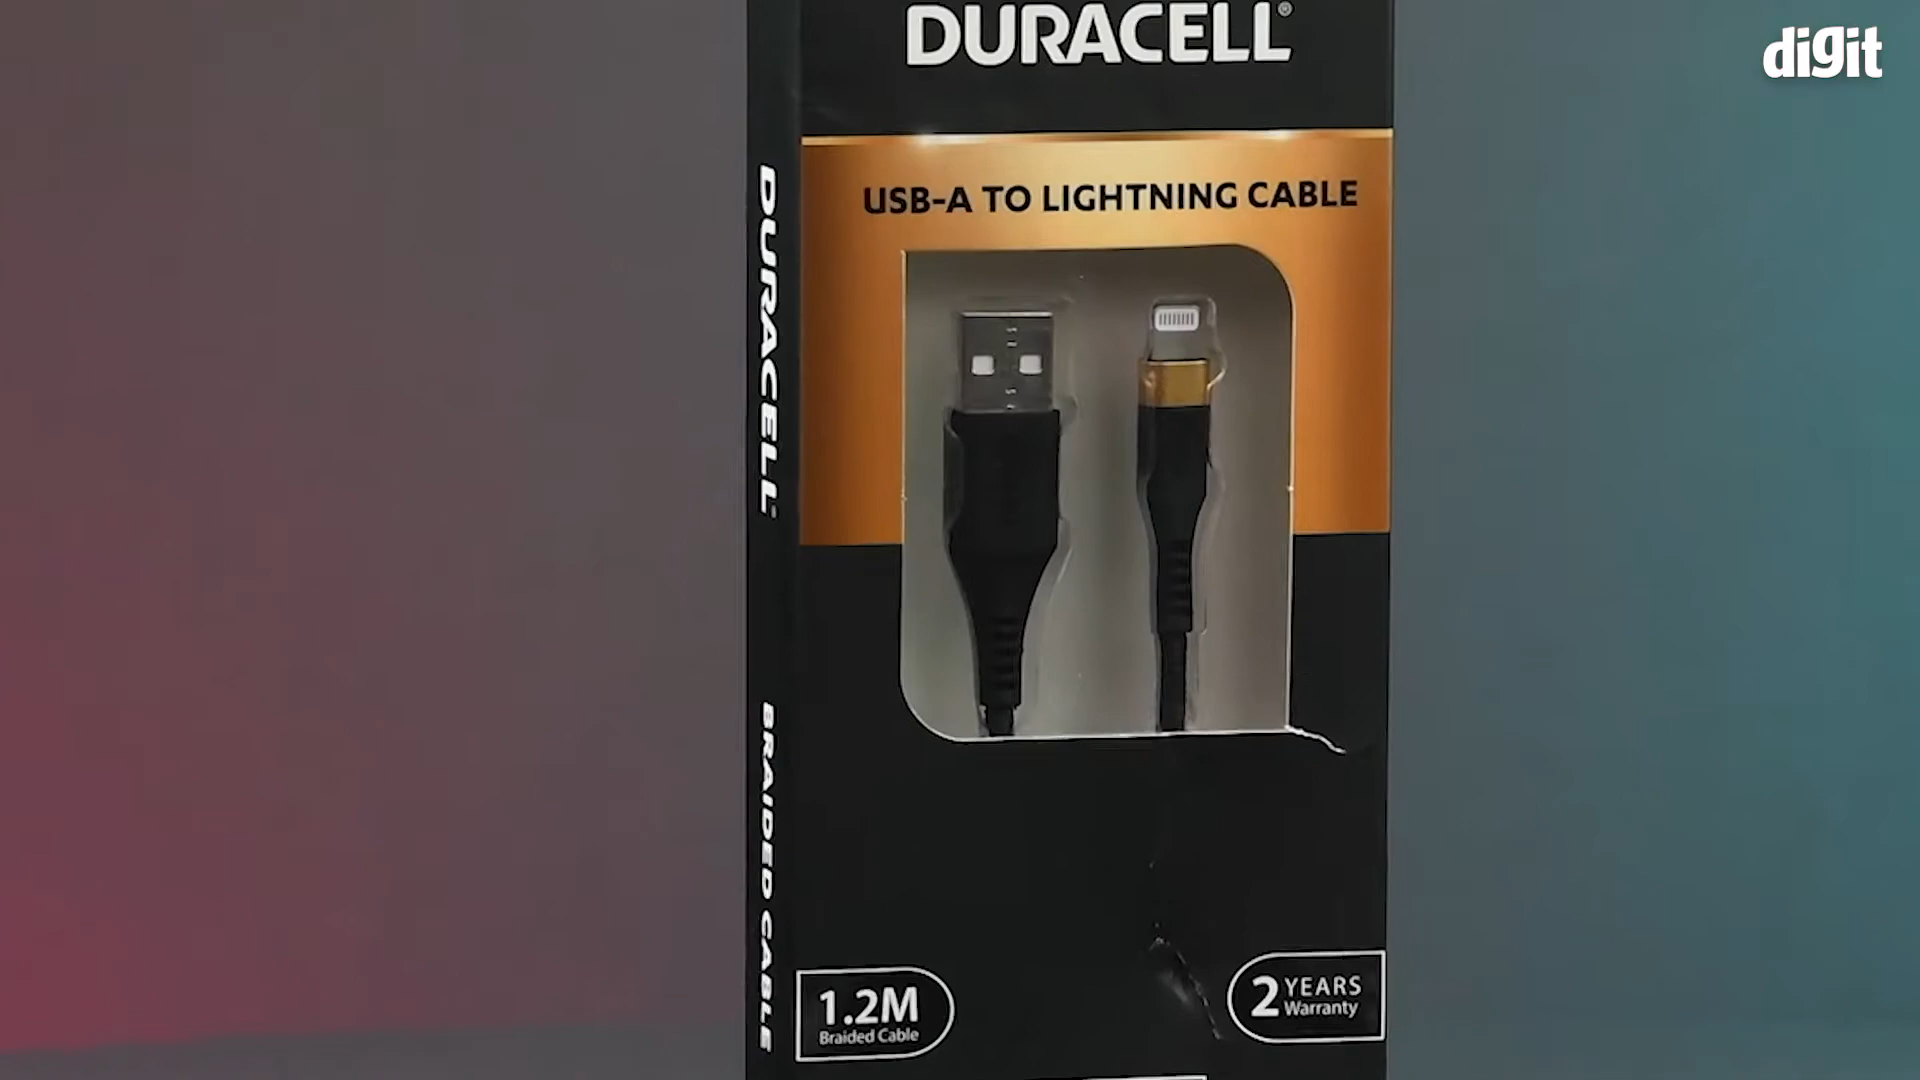 DURACELL®
digit
USB-A TO LIGHTNING CABLE
DURACELL
BRAIDED CABLE
1.2M
Braided Cable
2 YEARS
Warranty